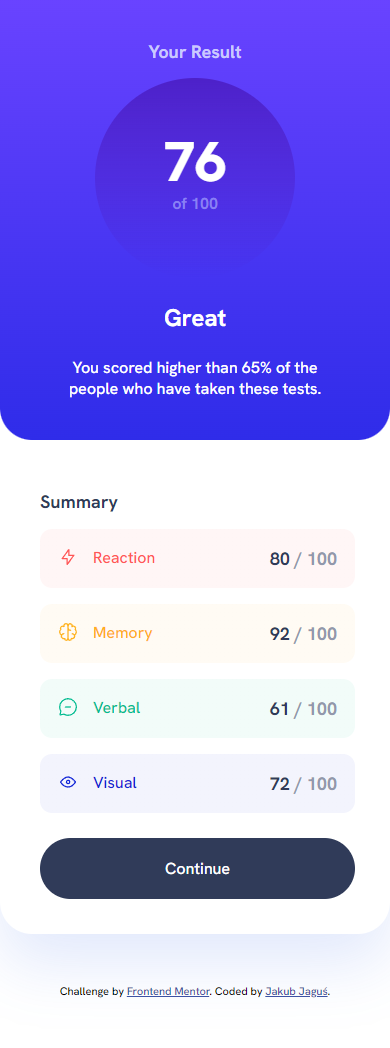 Your Result
76
of 100
Great
You scored higher than 65% of the
people who have taken these tests.
Summary
Reaction 80 / 100
Memory 92 / 100
Verbal 61 / 100
Visual 72 / 100
Continue
Challenge by Frontend Mentor. Coded by Jakub Jaguś.